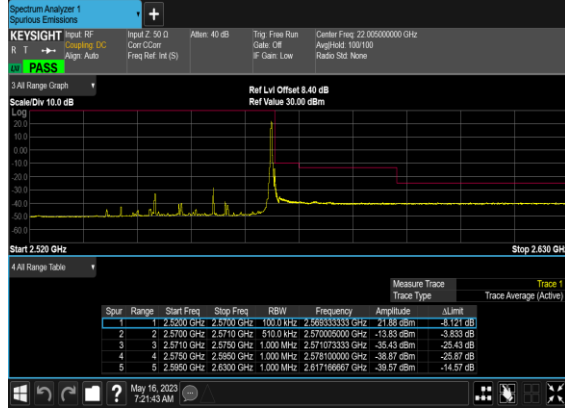 Spectrum Analyzer 1
Spurious Emissions
+
KEYSIGHT Input: RF Input Z: 50 Ω Atten: 40 dB Trig: Free Run Center Freq: 22.005000000 GHz
R T Coupling: DC Corr CCorr Gate: Off Avg|Hold: 100/100
Align: Auto Freq Ref: Int (S) IF Gain: Low Radio Std: None
PASS
3 All Range Graph Ref Lvl Offset 8.40 dB
Scale/Div 10.0 dB Ref Value 30.00 dBm
Log
20.0
10.0
0.00
-10.0
-20.0
-30.0
-40.0
-50.0
-60.0
Start 2.520 GHz Stop 2.630 GH
4 All Range Table
Measure Trace Trace 1
Trace Type Trace Average (Active)
Spur Range Start Freq Stop Freq RBW Frequency Amplitude ΔLimit
1 1 2.5200 GHz 2.5700 GHz 100.0 kHz 2.569333333 GHz 21.88 dBm -8.121 dB
2 2 2.5700 GHz 2.5710 GHz 510.0 kHz 2.570005000 GHz -13.83 dBm -3.833 dB
3 3 2.5710 GHz 2.5750 GHz 1.000 MHz 2.571073333 GHz -35.43 dBm -25.43 dB
4 4 2.5750 GHz 2.5950 GHz 1.000 MHz 2.578100000 GHz -38.87 dBm -25.87 dB
5 5 2.5950 GHz 2.6300 GHz 1.000 MHz 2.617166667 GHz -39.57 dBm -14.57 dB
? May 16, 2023
7:21:43 AM